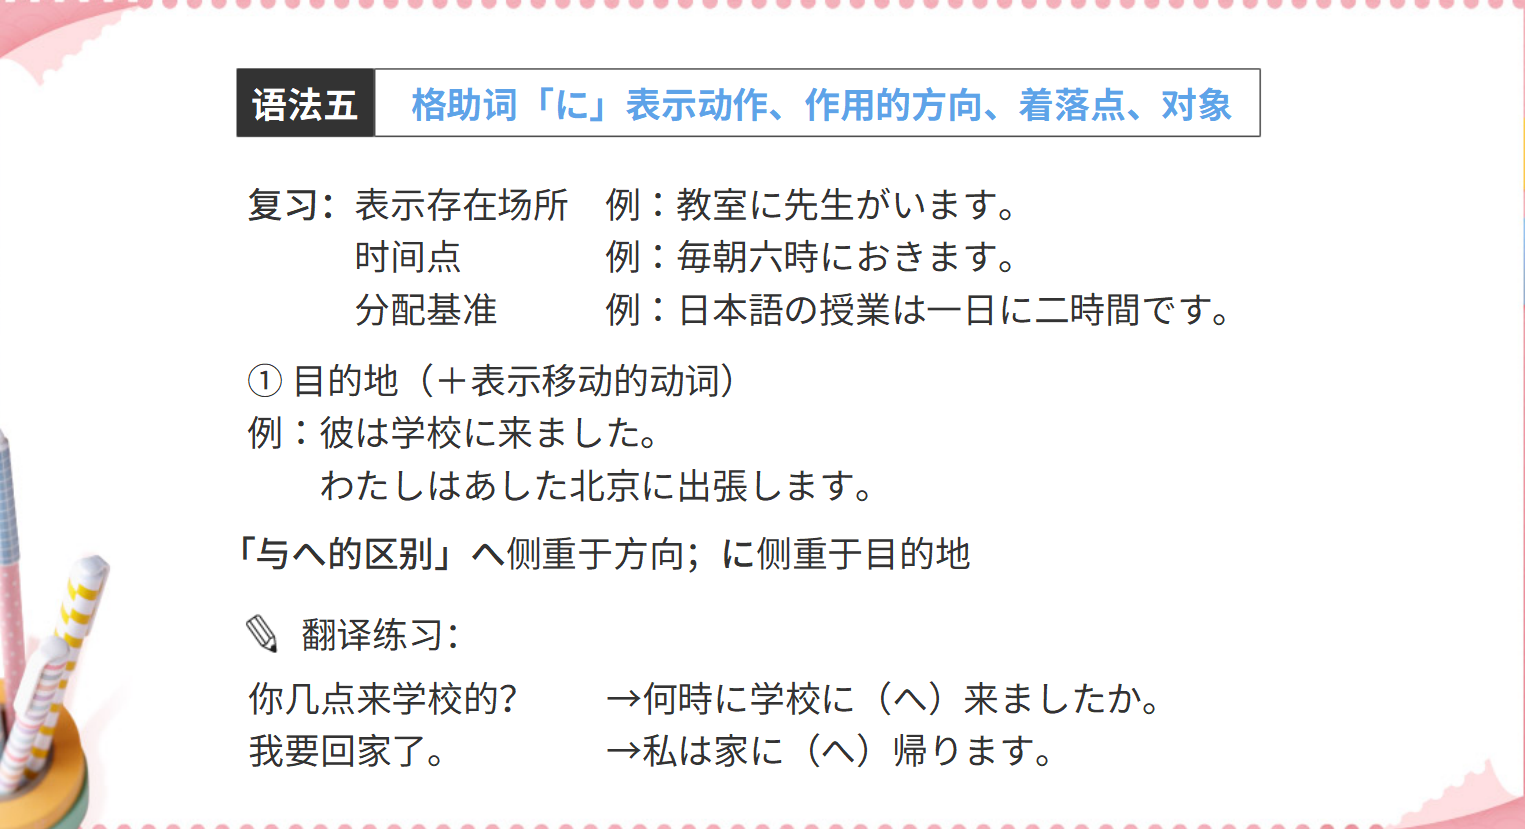 语法五 格助词「に」表示动作、作用的方向、着落点、对象
复习：表示存在场所 例：教室に先生がいます。
时间点 例：毎朝六時におきます。
分配基准 例：日本語の授業は一日に二時間です。
① 目的地（＋表示移动的动词）
例：彼は学校に来ました。
わたしはあした北京に出張します。
「与へ的区别」へ侧重于方向；に侧重于目的地
翻译练习：
你几点来学校的？ →何時に学校に（へ）来ましたか。
我要回家了。 →私は家に（へ）帰ります。